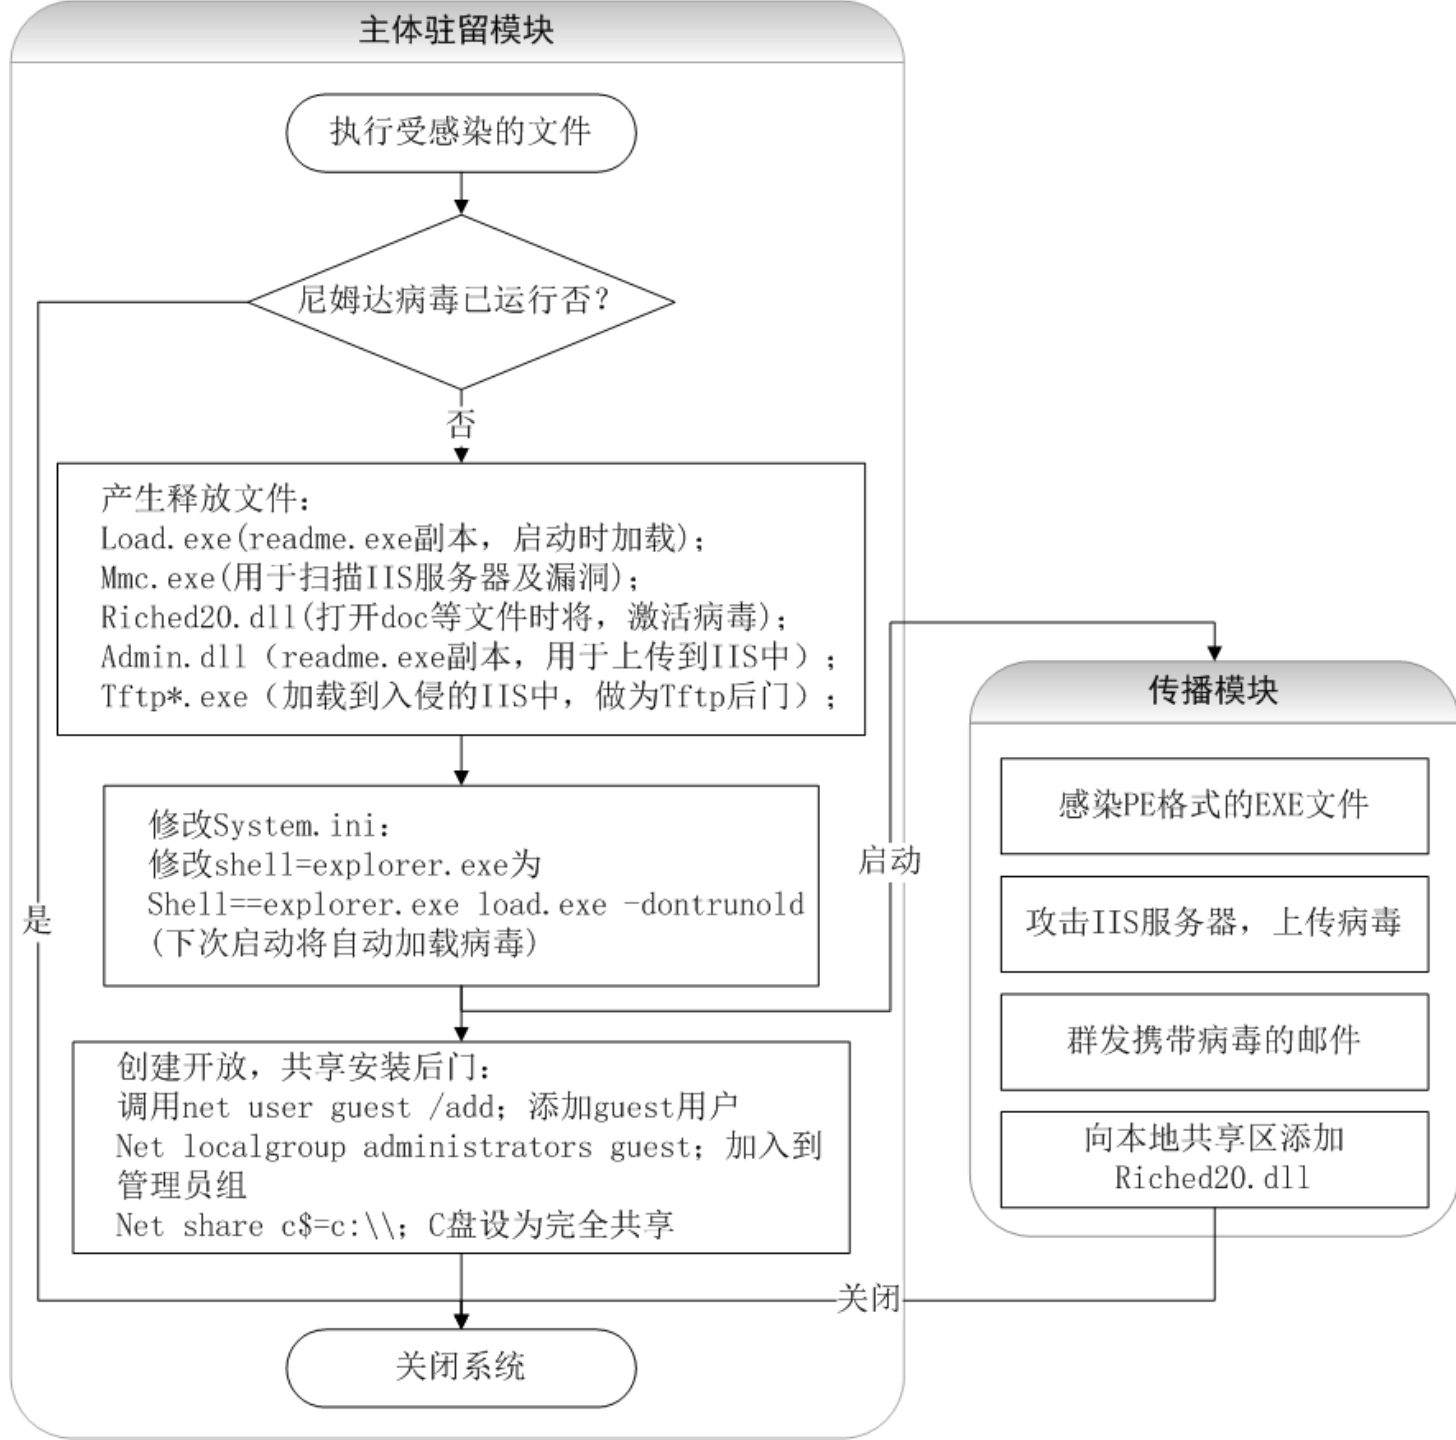 主体驻留模块
执行受感染的文件
尼姆达病毒已运行否？
否
产生释放文件：
Load.exe(readme.exe副本，启动时加载)；
Mmc.exe(用于扫描IIS服务器及漏洞)；
Riched20.dll(打开doc等文件时将，激活病毒)；
Admin.dll（readme.exe副本，用于上传到IIS中）；
Tftp*.exe（加载到入侵的IIS中，做为Tftp后门）；
修改System.ini：
修改shell=explorer.exe为
Shell==explorer.exe load.exe -dontrunold
(下次启动将自动加载病毒)
是
启动
创建开放，共享安装后门：
调用net user guest /add；添加guest用户
Net localgroup administrators guest；加入到
管理员组
Net share c$=c:\\；C盘设为完全共享
关闭
关闭系统
传播模块
感染PE格式的EXE文件
攻击IIS服务器，上传病毒
群发携带病毒的邮件
向本地共享区添加
Riched20.dll